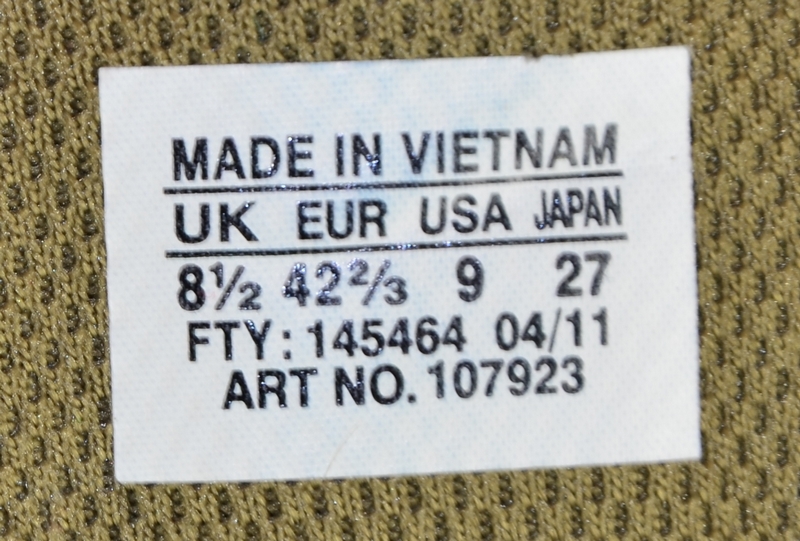 MADE IN VIETNAM
UK EUR USA JAPAN
8½ 42⅔ 9 27
FTY: 145464 04/11
ART NO. 107923